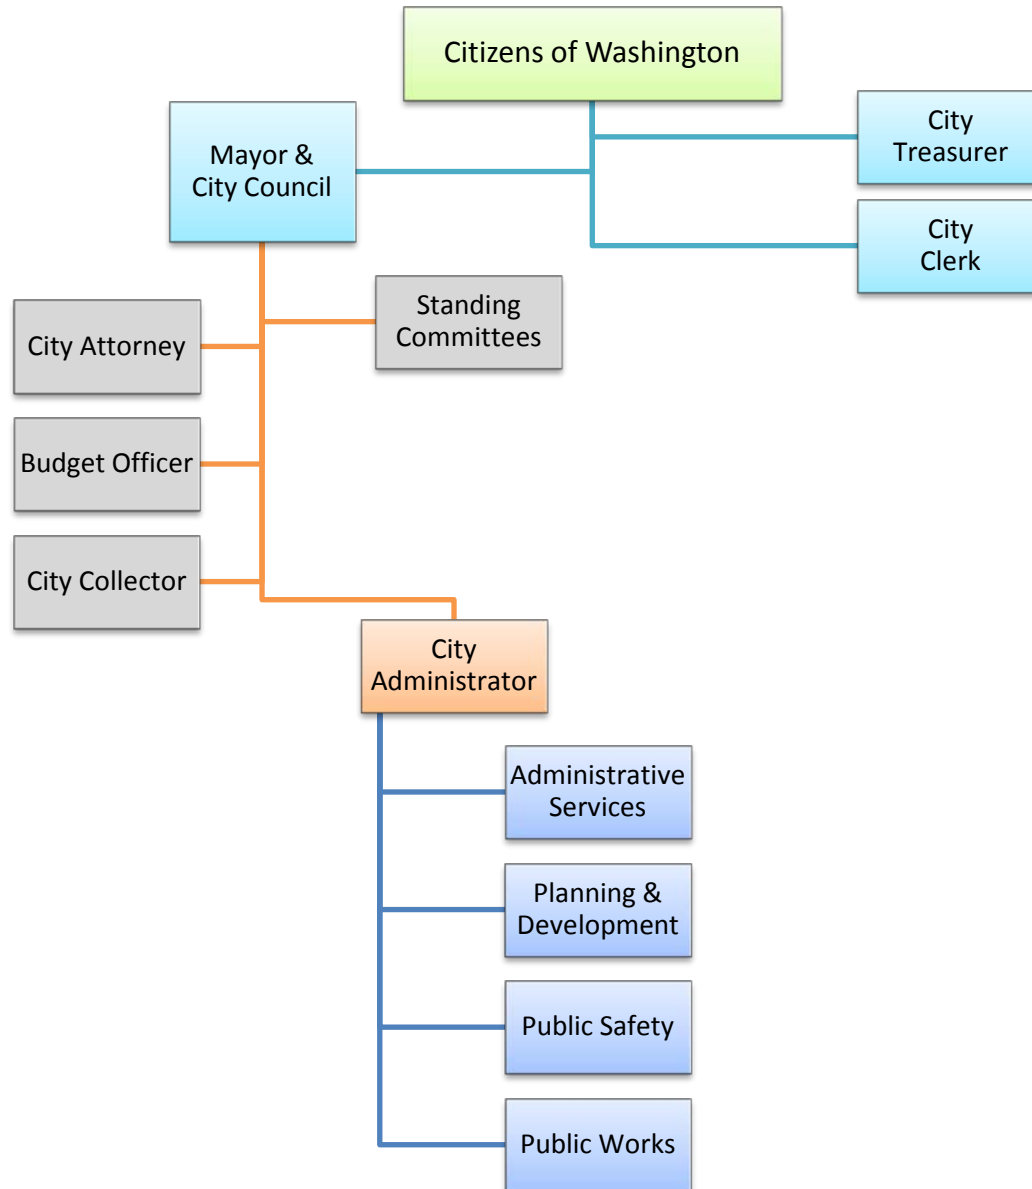 Citizens of Washington
Mayor &
City Council
City
Treasurer
City
Clerk
Standing
Committees
City Attorney
Budget Officer
City Collector
City
Administrator
Administrative
Services
Planning &
Development
Public Safety
Public Works